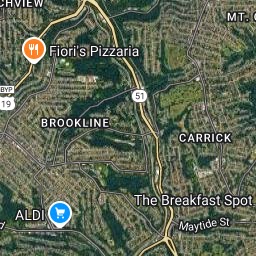 CHVIEW
MT. O
Fiori's Pizzaria
BYP
19
51
BROOKLINE
CARRICK
The Breakfast Spot
ALDI
Maytide St